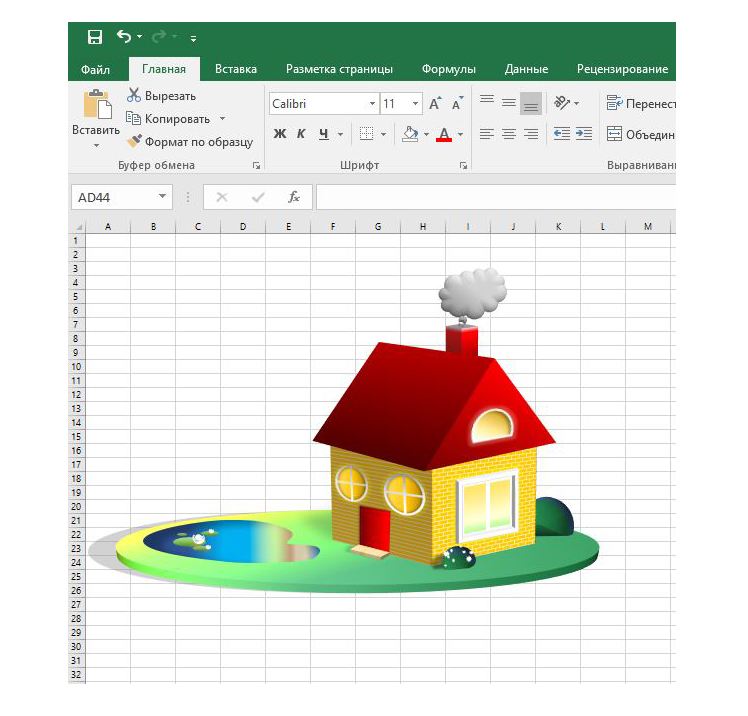 Файл Главная Вставка Разметка страницы Формулы Данные Рецензирование
Вставить
Вырезать
Копировать
Формат по образцу
Буфер обмена
Calibri 11
Ж К Ч А
Шрифт
Перенест
Объедин
Выравниван
AD44 fx
A B C D E F G H I J K L M
1
2
3
4
5
6
7
8
9
10
11
12
13
14
15
16
17
18
19
20
21
22
23
24
25
26
27
28
29
30
31
32